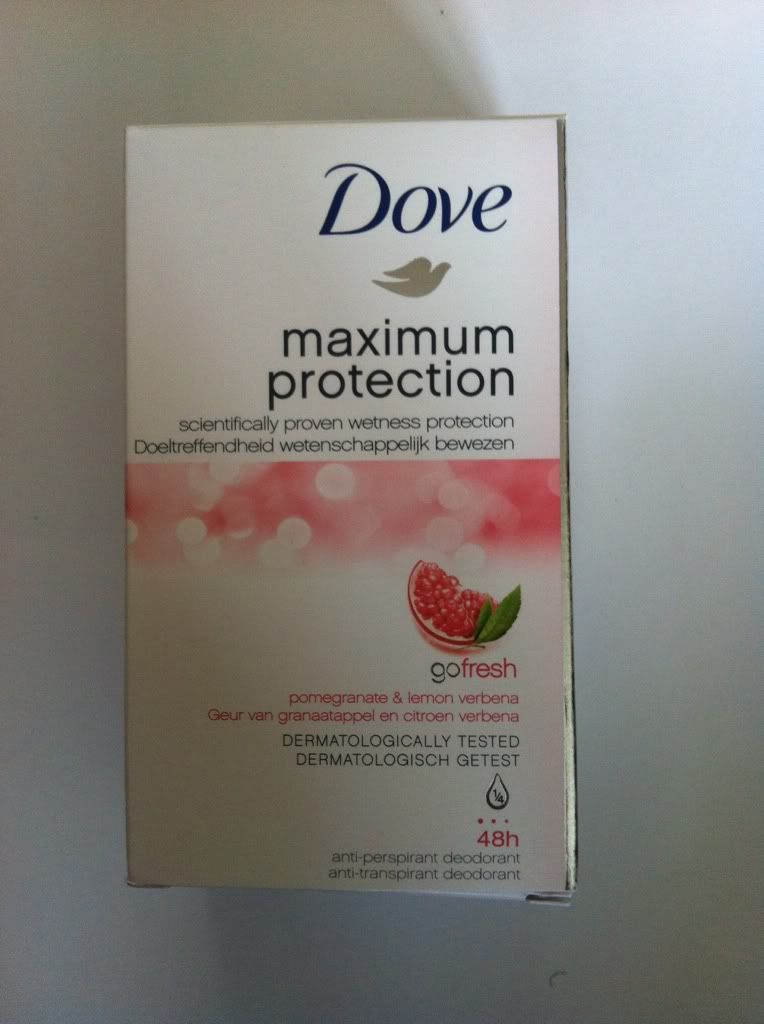 Dove
maximum
protection
scientifically proven wetness protection
Doeltreffendheid wetenschappelijk bewezen
gofresh
pomegranate & lemon verbena
Geur van granaatappel en citroen verbena
DERMATOLOGICALLY TESTED
DERMATOLOGISCH GETEST
1/4
48h
anti-perspirant deodorant
anti-transpirant deodorant